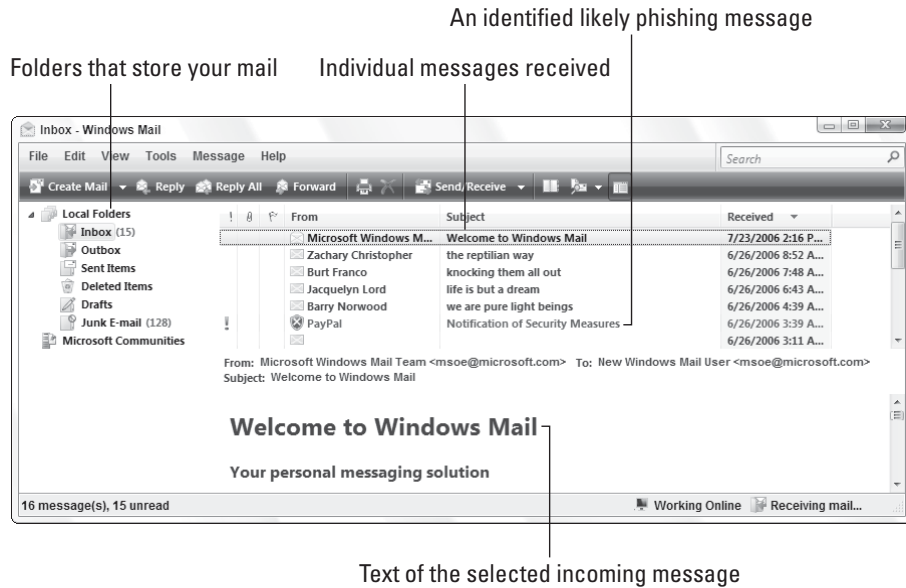 An identified likely phishing message
Folders that store your mail
Individual messages received
Inbox - Windows Mail
File Edit View Tools Message Help
Search
Create Mail Reply Reply All Forward Send/Receive
Local Folders
Inbox (15)
Outbox
Sent Items
Deleted Items
Drafts
Junk E-mail (128)
Microsoft Communities
! From Subject Received
Microsoft Windows M... Welcome to Windows Mail 7/23/2006 2:16 P...
Zachary Christopher the reptilian way 6/26/2006 8:52 A...
Burt Franco knocking them all out 6/26/2006 7:48 A...
Jacquelyn Lord life is but a dream 6/26/2006 6:43 A...
Barry Norwood we are pure light beings 6/26/2006 4:39 A...
! PayPal Notification of Security Measures 6/26/2006 3:39 A...
6/26/2006 3:11 A...
From: Microsoft Windows Mail Team <msoe@microsoft.com> To: New Windows Mail User <msoe@microsoft.com>
Subject: Welcome to Windows Mail
Welcome to Windows Mail
Your personal messaging solution
16 message(s), 15 unread
Working Online Receiving mail...
Text of the selected incoming message